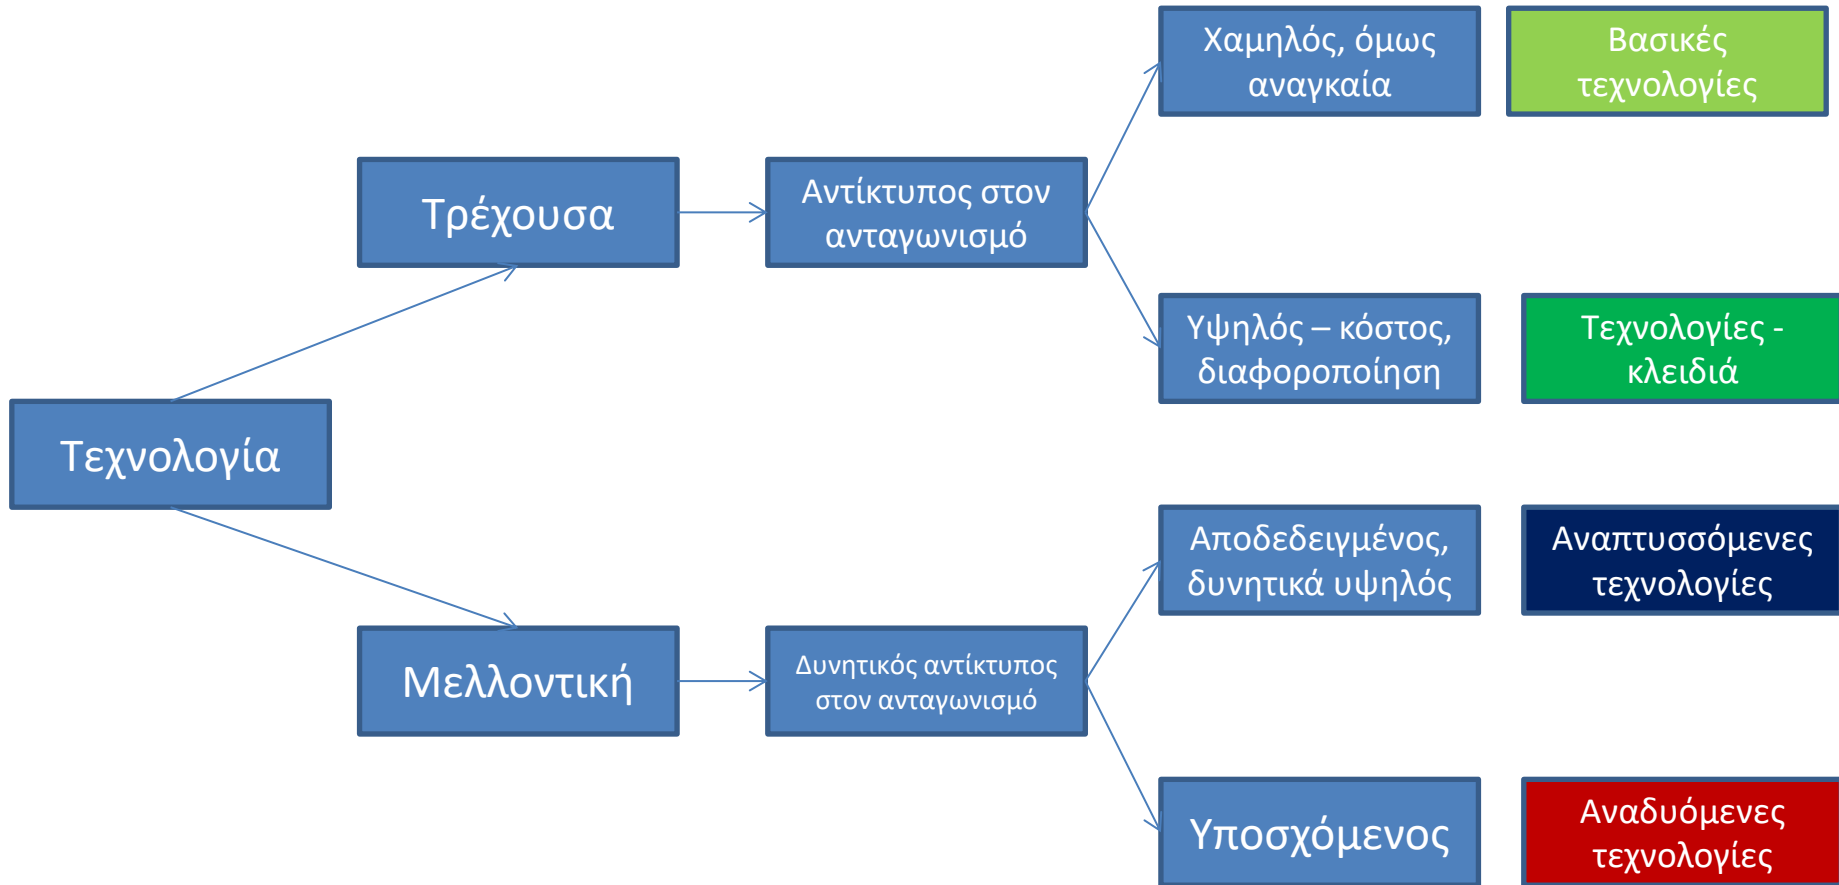 Χαμηλός, όμως
αναγκαία
Βασικές
τεχνολογίες
Τρέχουσα
Αντίκτυπος στον
ανταγωνισμό
Υψηλός – κόστος,
διαφοροποίηση
Τεχνολογίες -
κλειδιά
Τεχνολογία
Αποδεδειγμένος,
δυνητικά υψηλός
Αναπτυσσόμενες
τεχνολογίες
Μελλοντική
Δυνητικός αντίκτυπος
στον ανταγωνισμό
Υποσχόμενος
Αναδυόμενες
τεχνολογίες